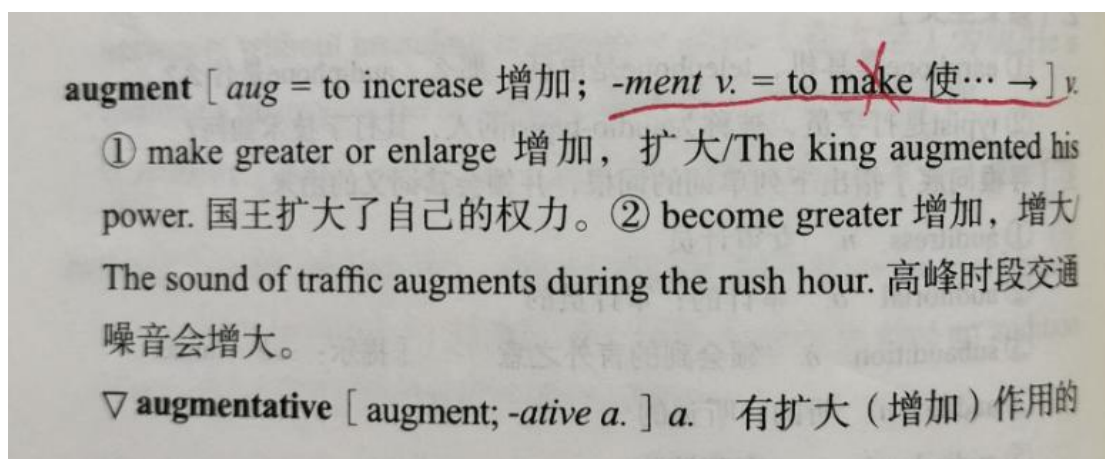 augment [ aug = to increase 增加； -ment v. = to make 使… → ] v.
① make greater or enlarge 增加，扩大/The king augmented his
power. 国王扩大了自己的权力。② become greater 增加，增大/
The sound of traffic augments during the rush hour. 高峰时段交通
噪音会增大。
▽ augmentative [ augment; -ative a. ] a. 有扩大（增加）作用的